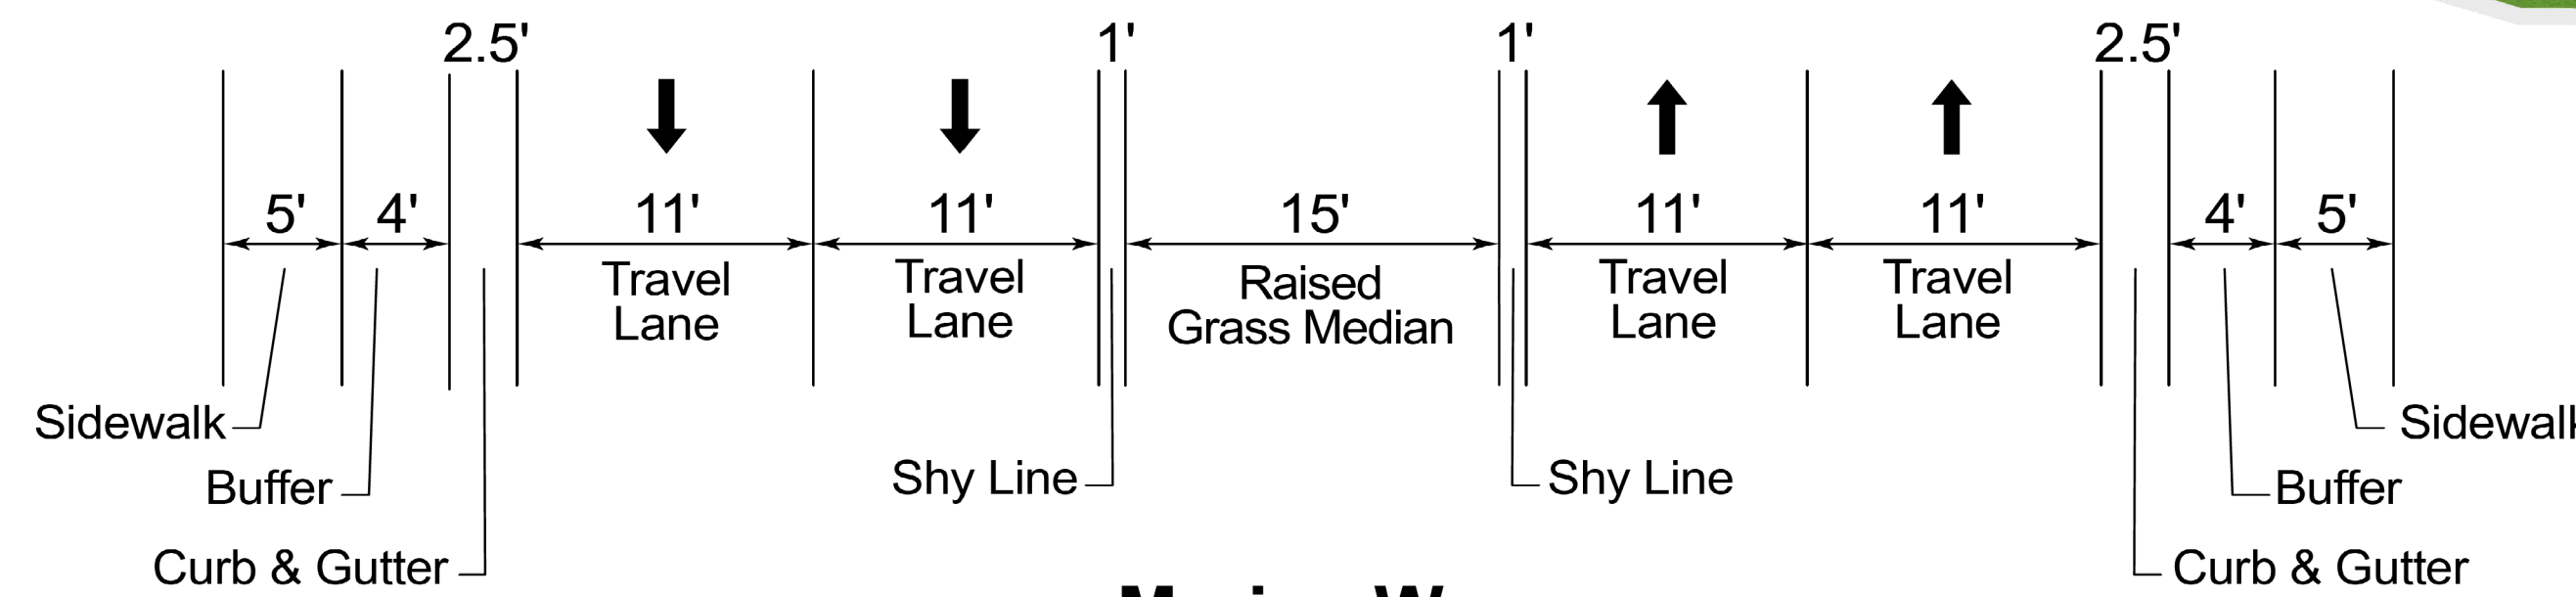 2.5' 1' 1' 2.5'
5' 4' 11' 11' 15' 11' 11' 4' 5'
Travel Travel Raised Travel Travel
Lane Lane Grass Median Lane Lane
Sidewalk Sidewalk
Shy Line Shy Line
Buffer Buffer
Curb & Gutter Curb & Gutter